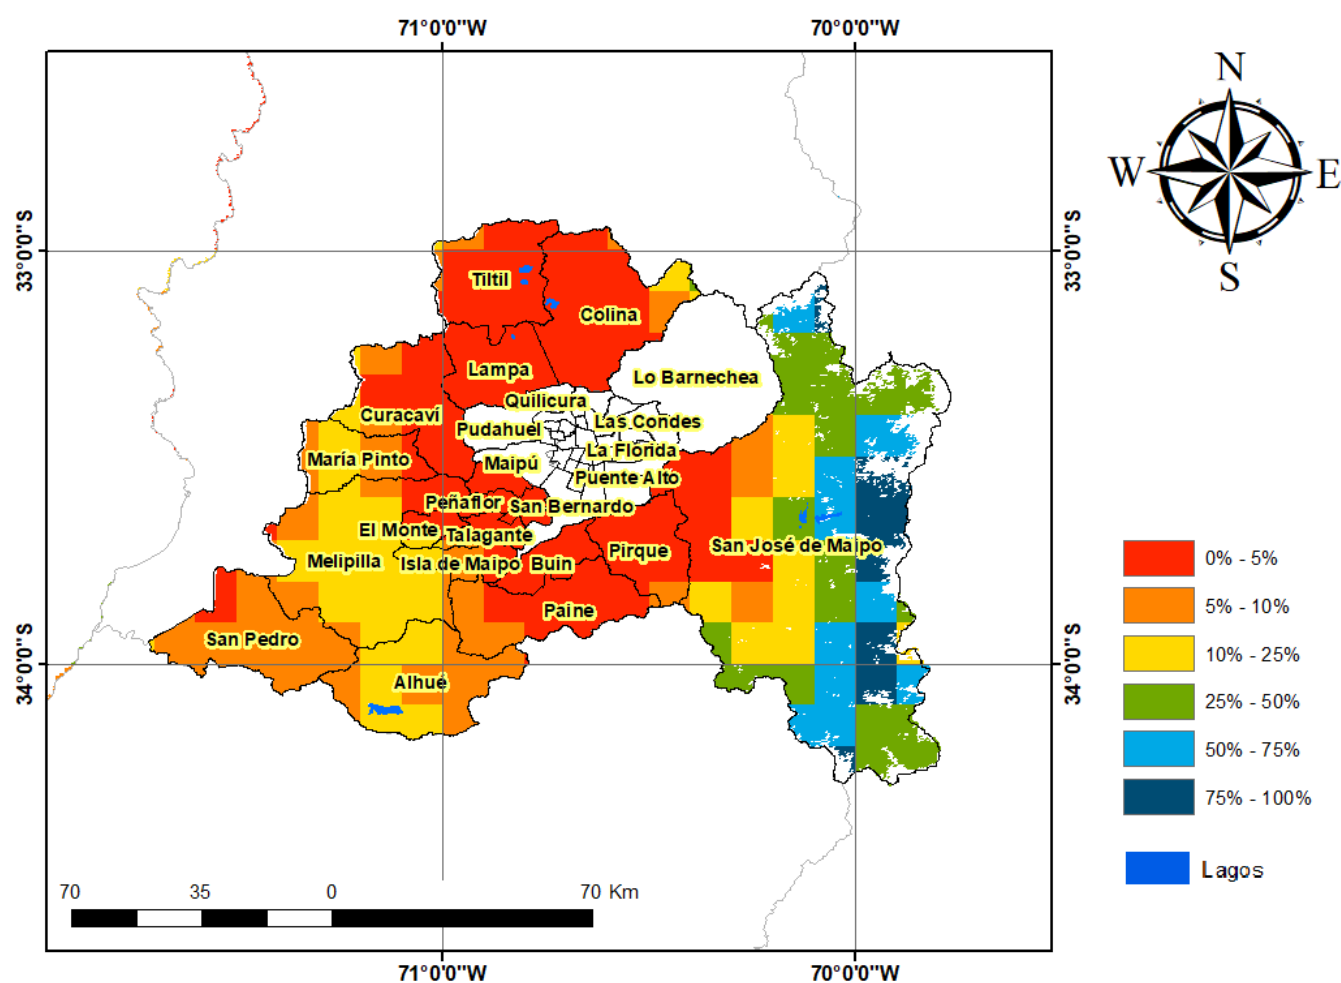 71°0'0"W
70°0'0"W
N
W
E
S
33°0'0"S
33°0'0"S
Tiltil
Colina
Lampa
Lo Barnechea
Quilicura
Curacaví
Pudahuel
Las Condes
María Pinto
Maipú
La Florida
Puente Alto
Peñaflor
San Bernardo
El Monte
Talagante
San José de Maipo
Melipilla
Isla de Maipo
Buin
Pirque
Paine
San Pedro
Alhué
34°0'0"S
34°0'0"S
0% - 5%
5% - 10%
10% - 25%
25% - 50%
50% - 75%
75% - 100%
Lagos
70 35 0 70 Km
71°0'0"W
70°0'0"W